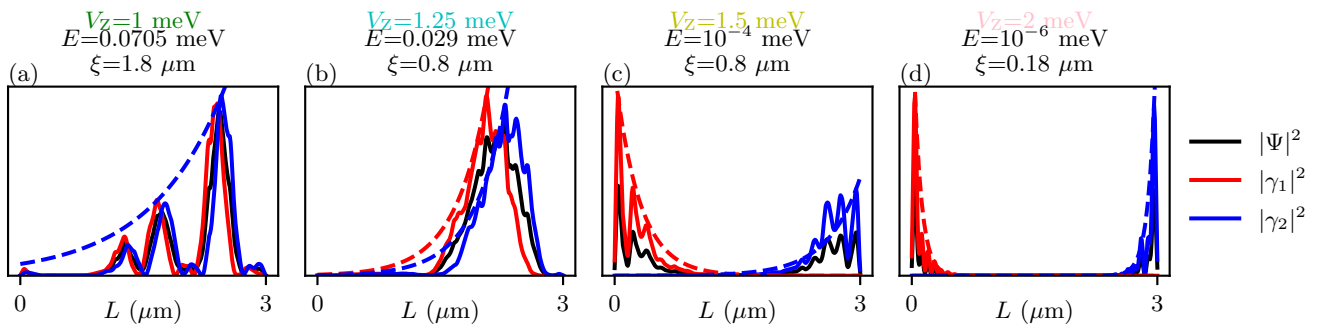 V_Z=1 meV
E=0.0705 meV
ξ=1.8 μm
(a)
0
3
L (μm)
V_Z=1.25 meV
E=0.029 meV
ξ=0.8 μm
(b)
0
3
L (μm)
V_Z=1.5 meV
E=10⁻⁴ meV
ξ=0.8 μm
(c)
0
3
L (μm)
V_Z=2 meV
E=10⁻⁶ meV
ξ=0.18 μm
(d)
0
3
L (μm)
|Ψ|²
|γ₁|²
|γ₂|²